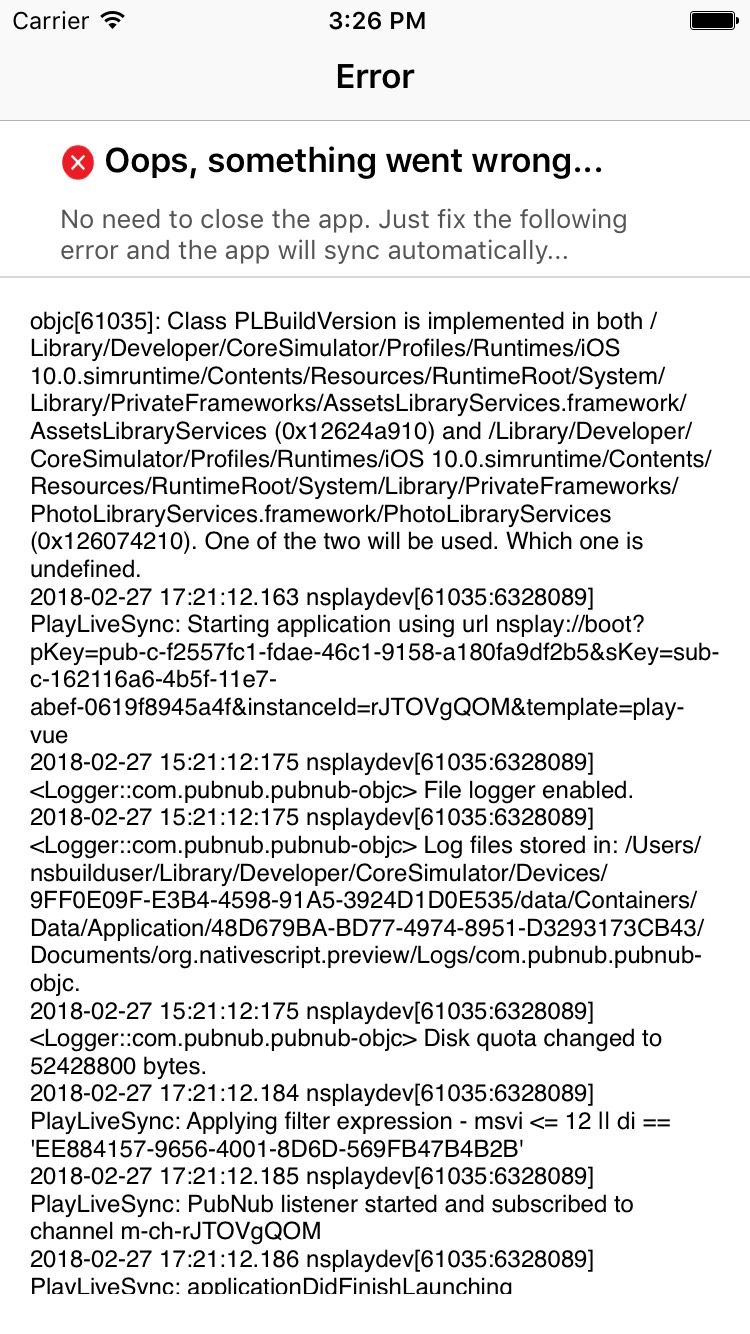 Carrier 3:26 PM
Error
Oops, something went wrong...
No need to close the app. Just fix the following
error and the app will sync automatically...
objc[61035]: Class PLBuildVersion is implemented in both /
Library/Developer/CoreSimulator/Profiles/Runtimes/iOS
10.0.simruntime/Contents/Resources/RuntimeRoot/System/
Library/PrivateFrameworks/AssetsLibraryServices.framework/
AssetsLibraryServices (0x12624a910) and /Library/Developer/
CoreSimulator/Profiles/Runtimes/iOS 10.0.simruntime/Contents/
Resources/RuntimeRoot/System/Library/PrivateFrameworks/
PhotoLibraryServices.framework/PhotoLibraryServices
(0x126074210). One of the two will be used. Which one is
undefined.
2018-02-27 17:21:12.163 nsplaydev[61035:6328089]
PlayLiveSync: Starting application using url nsplay://boot?
pKey=pub-c-f2557fc1-fdae-46c1-9158-a180fa9df2b5&sKey=sub-
c-162116a6-4b5f-11e7-
abef-0619f8945a4f&instanceId=rJTOVgQOM&template=play-
vue
2018-02-27 15:21:12:175 nsplaydev[61035:6328089]
<Logger::com.pubnub.pubnub-objc> File logger enabled.
2018-02-27 15:21:12:175 nsplaydev[61035:6328089]
<Logger::com.pubnub.pubnub-objc> Log files stored in: /Users/
nsbuilduser/Library/Developer/CoreSimulator/Devices/
9FF0E09F-E3B4-4598-91A5-3924D1D0E535/data/Containers/
Data/Application/48D679BA-BD77-4974-8951-D3293173CB43/
Documents/org.nativescript.preview/Logs/com.pubnub.pubnub-
objc.
2018-02-27 15:21:12:175 nsplaydev[61035:6328089]
<Logger::com.pubnub.pubnub-objc> Disk quota changed to
52428800 bytes.
2018-02-27 17:21:12.184 nsplaydev[61035:6328089]
PlayLiveSync: Applying filter expression - msvi <= 12 || di ==
'EE884157-9656-4001-8D6D-569FB47B4B2B'
2018-02-27 17:21:12.185 nsplaydev[61035:6328089]
PlayLiveSync: PubNub listener started and subscribed to
channel m-ch-rJTOVgQOM
2018-02-27 17:21:12.186 nsplaydev[61035:6328089]
PlayLiveSync: applicationDidFinishLaunching